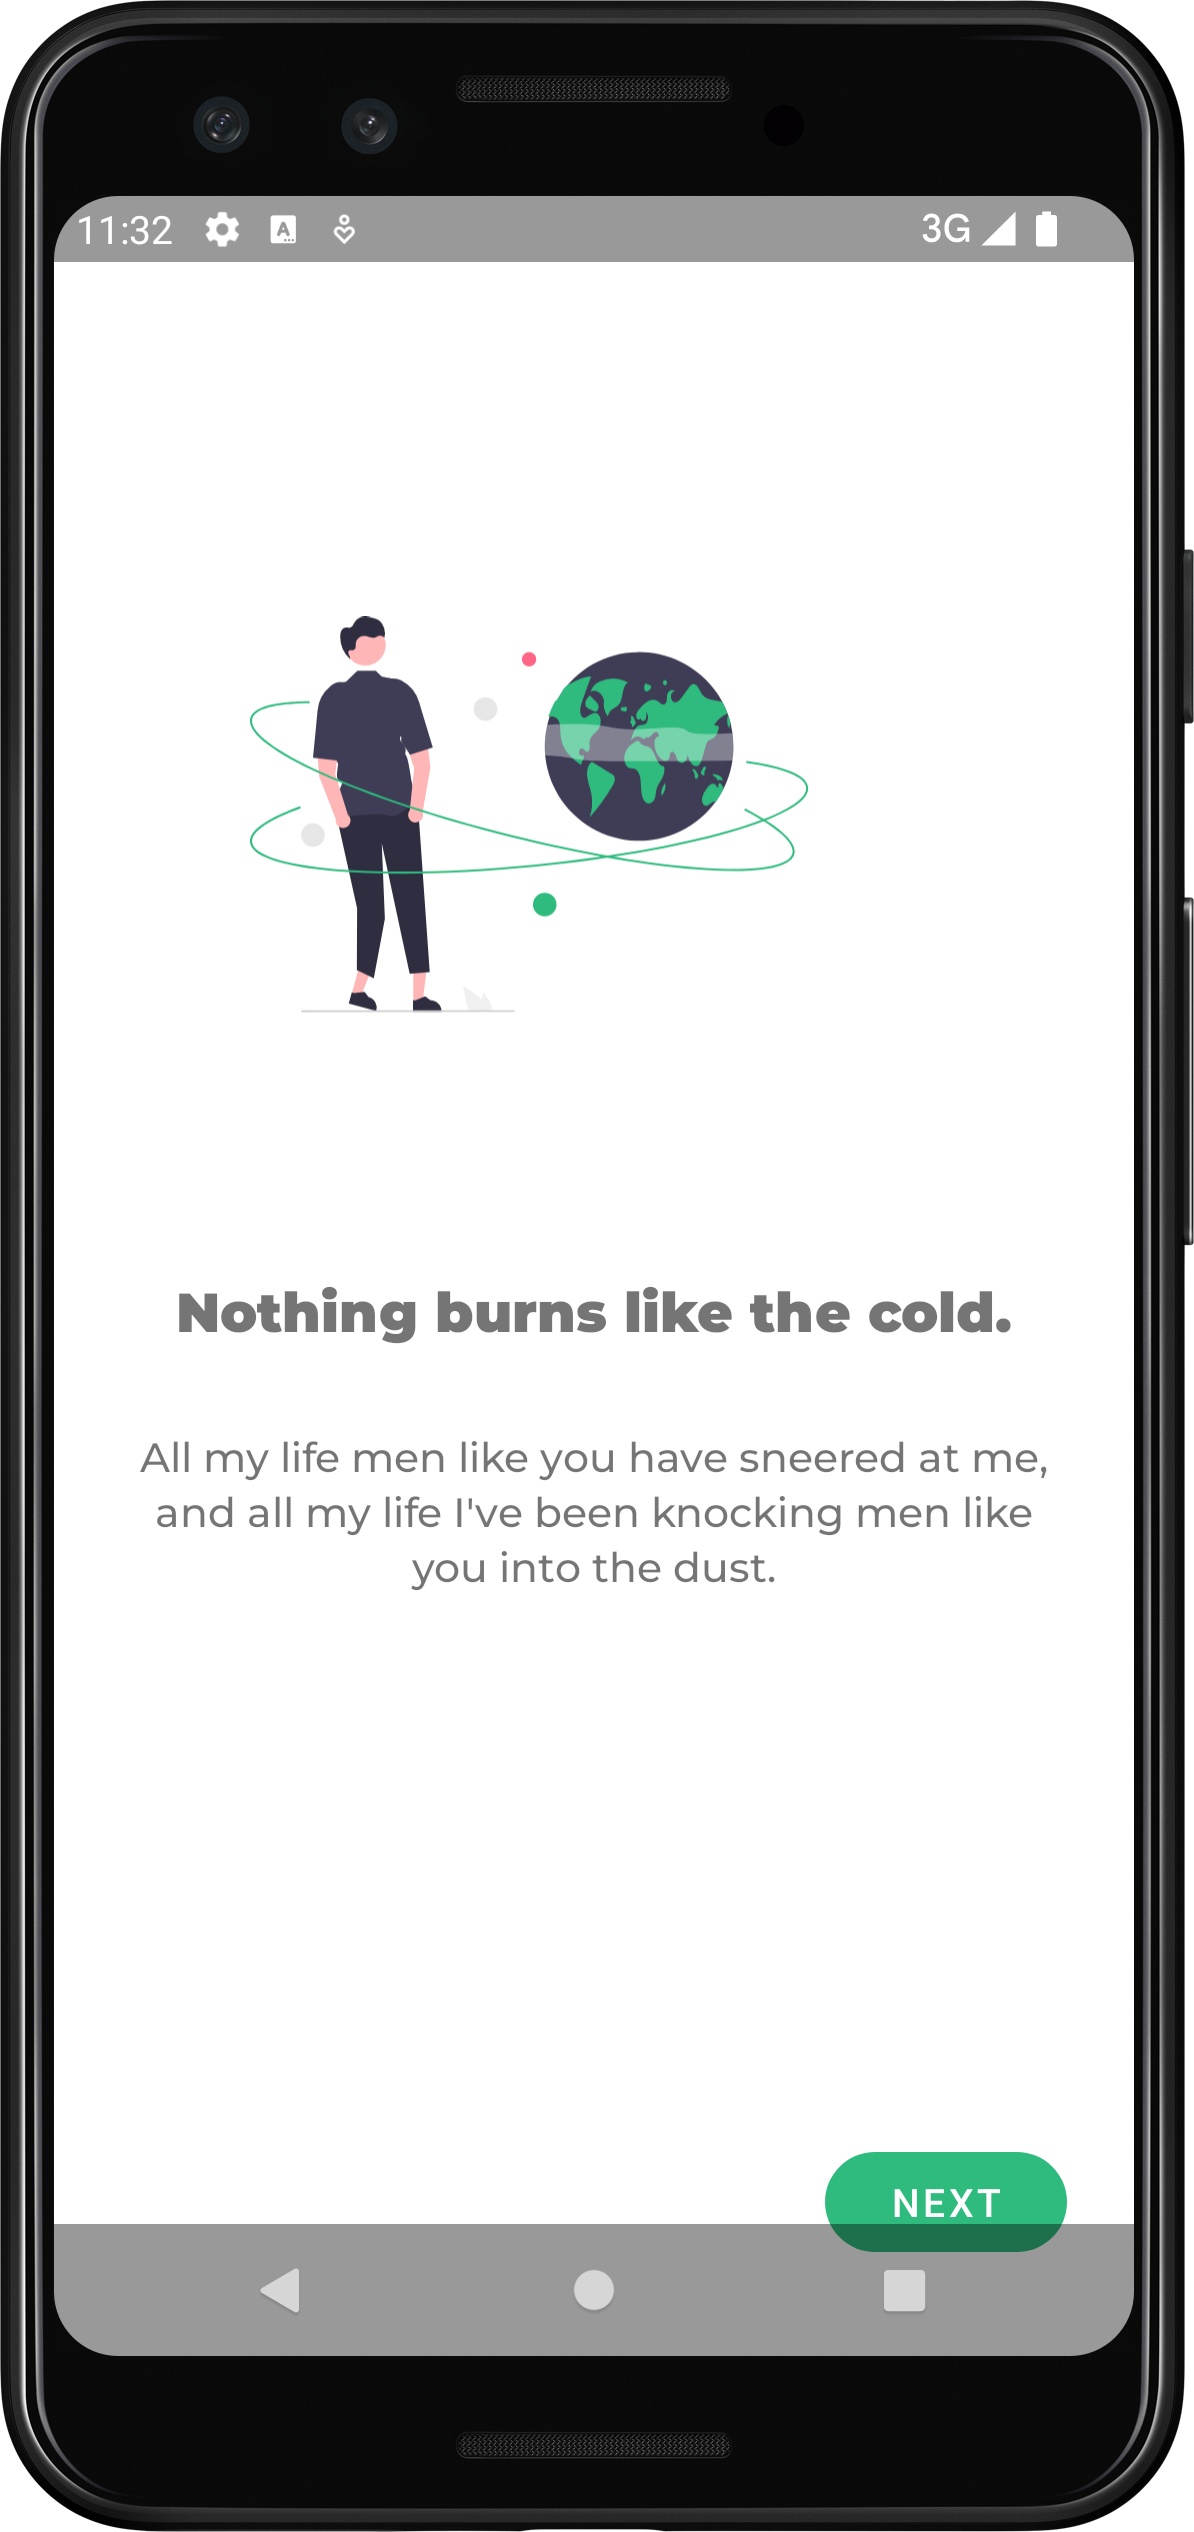 11:32
3G
Nothing burns like the cold.
All my life men like you have sneered at me,
and all my life I've been knocking men like
you into the dust.
NEXT